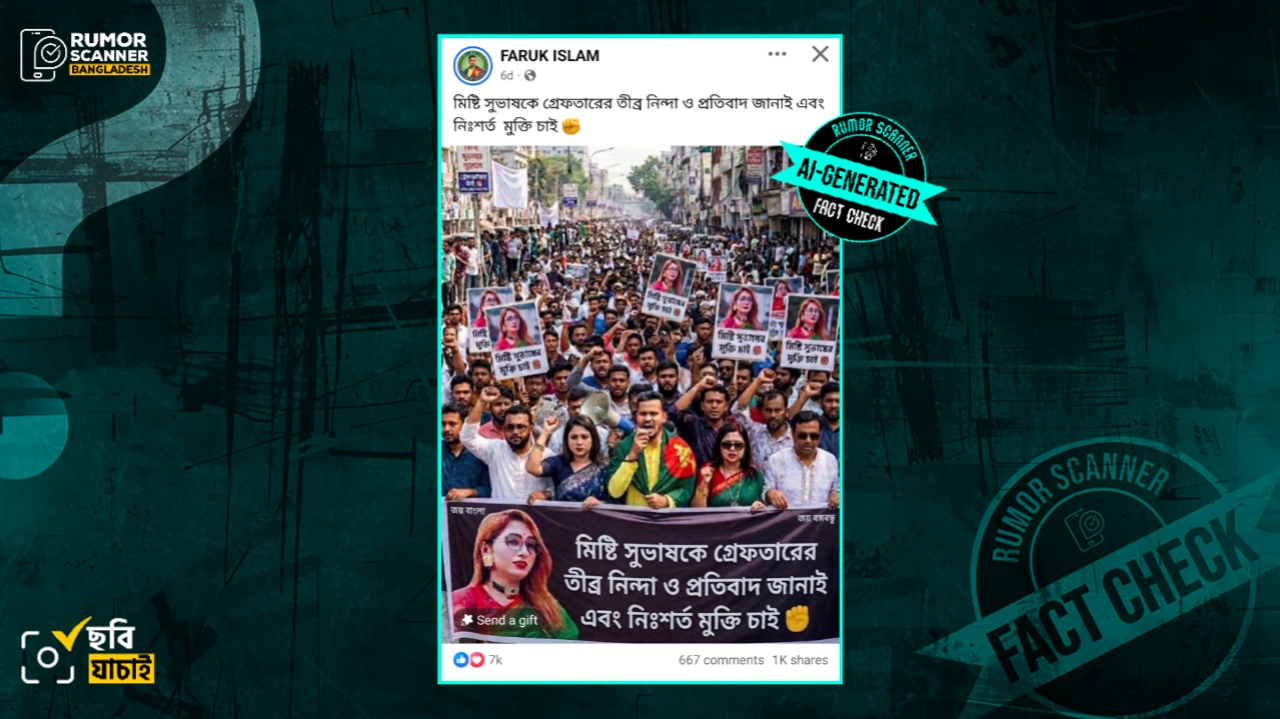 RUMOR
SCANNER
BANGLADESH
FARUK ISLAM
6d
মিষ্টি সুভাষকে গ্রেফতারের তীব্র নিন্দা ও প্রতিবাদ জানাই এবং
নিঃশর্ত মুক্তি চাই ✊
RUMOR SCANNER
AI-GENERATED
FACT CHECK
মিষ্টি সুভাষের
মুক্তি চাই ✊
মিষ্টি সুভাষের
মুক্তি চাই ✊
মিষ্টি সুভাষের
মুক্তি চাই ✊
মিষ্টি সুভাষের
মুক্তি চাই ✊
জয় বাংলা
জয় বঙ্গবন্ধু
মিষ্টি সুভাষকে গ্রেফতারের
তীব্র নিন্দা ও প্রতিবাদ জানাই
এবং নিঃশর্ত মুক্তি চাই ✊
Send a gift
7k
667 comments 1K shares
ছবি
যাচাই
RUMOR SCANNER
FACT CHECK